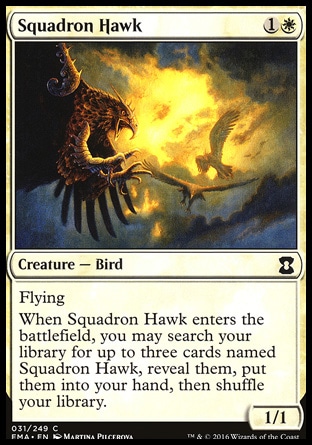 Squadron Hawk 1
Creature — Bird
Flying
When Squadron Hawk enters the
battlefield, you may search your
library for up to three cards named
Squadron Hawk, reveal them, put
them into your hand, then shuffle
your library.
1/1
031/249 C
EMA • EN Martina Pilcerova
™ & © 2016 Wizards of the Coast